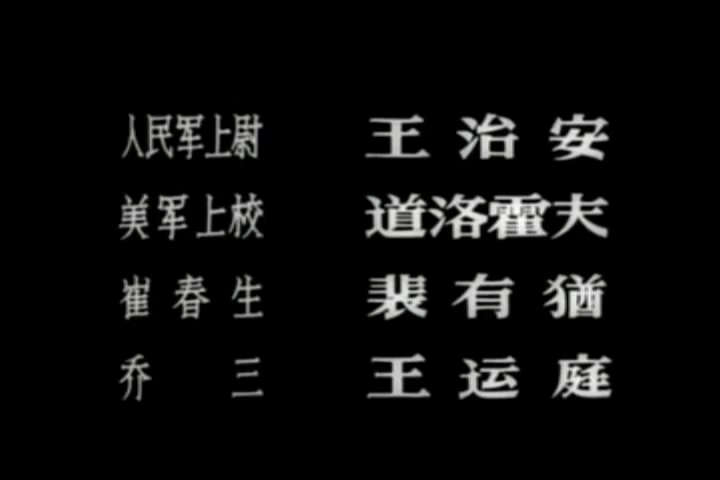 人民军上尉 王治安
美军上校 道洛霍夫
崔春生 裴有猶
乔三 王运庭